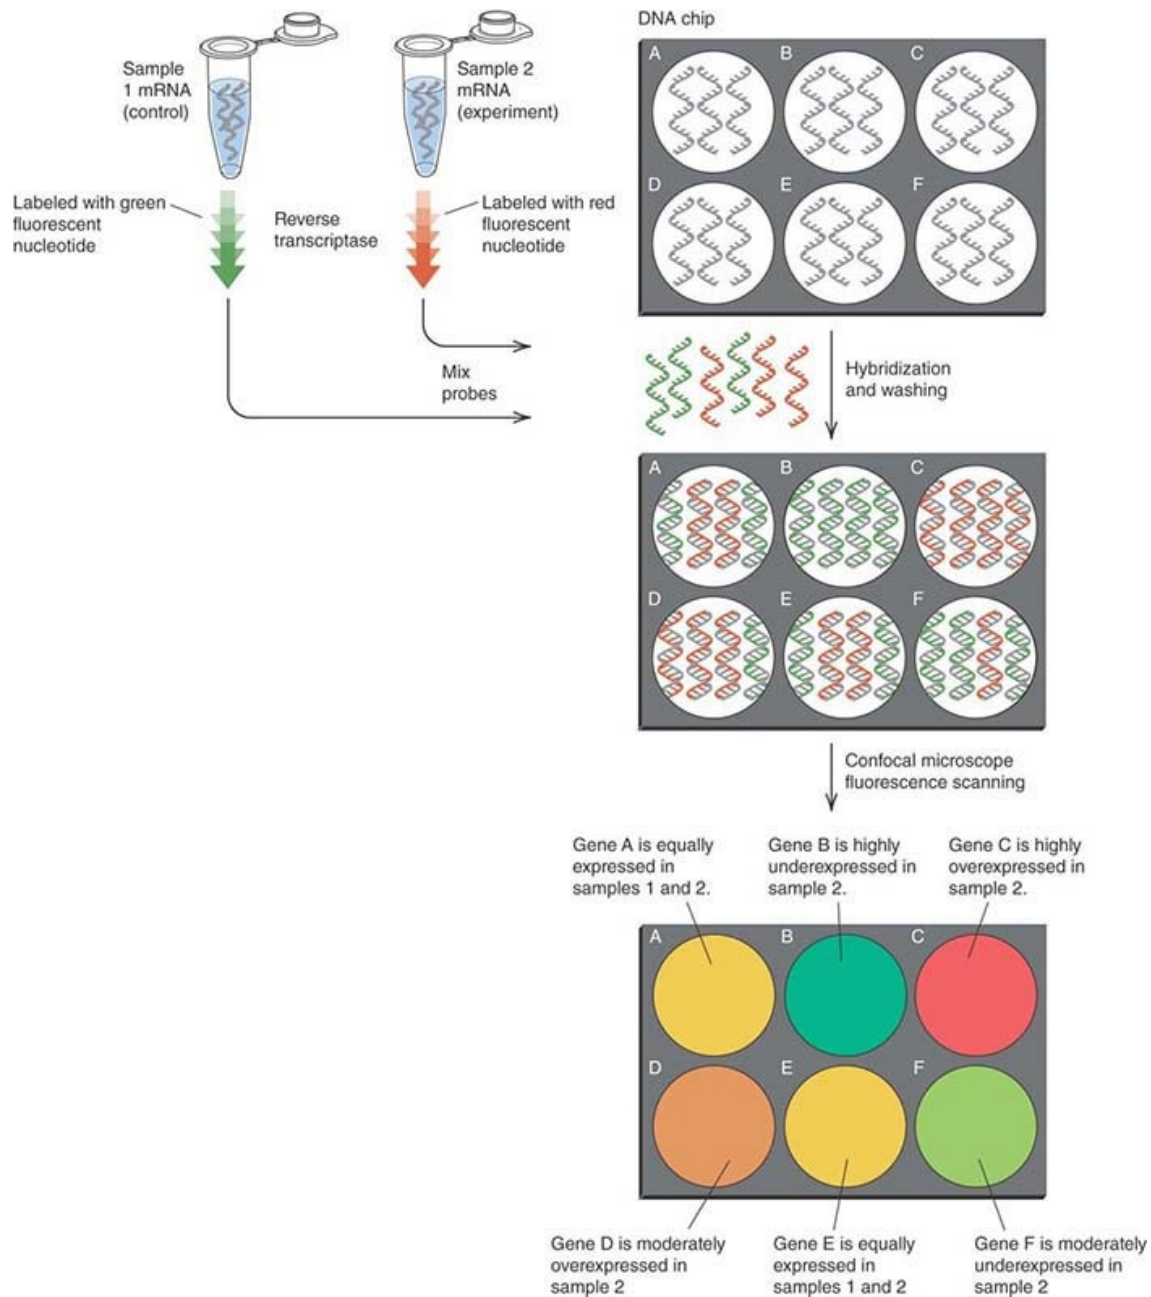 DNA chip
Sample
1 mRNA
(control)
Sample 2
mRNA
(experiment)
A
B
C
D
E
F
Labeled with green
fluorescent
nucleotide
Reverse
transcriptase
Labeled with red
fluorescent
nucleotide
Mix
probes
Hybridization
and washing
A
B
C
D
E
F
Confocal microscope
fluorescence scanning
Gene A is equally
expressed in
samples 1 and 2.
Gene B is highly
underexpressed in
sample 2.
Gene C is highly
overexpressed in
sample 2.
A
B
C
D
E
F
Gene D is moderately
overexpressed in
sample 2
Gene E is equally
expressed in
samples 1 and 2
Gene F is moderately
underexpressed in
sample 2